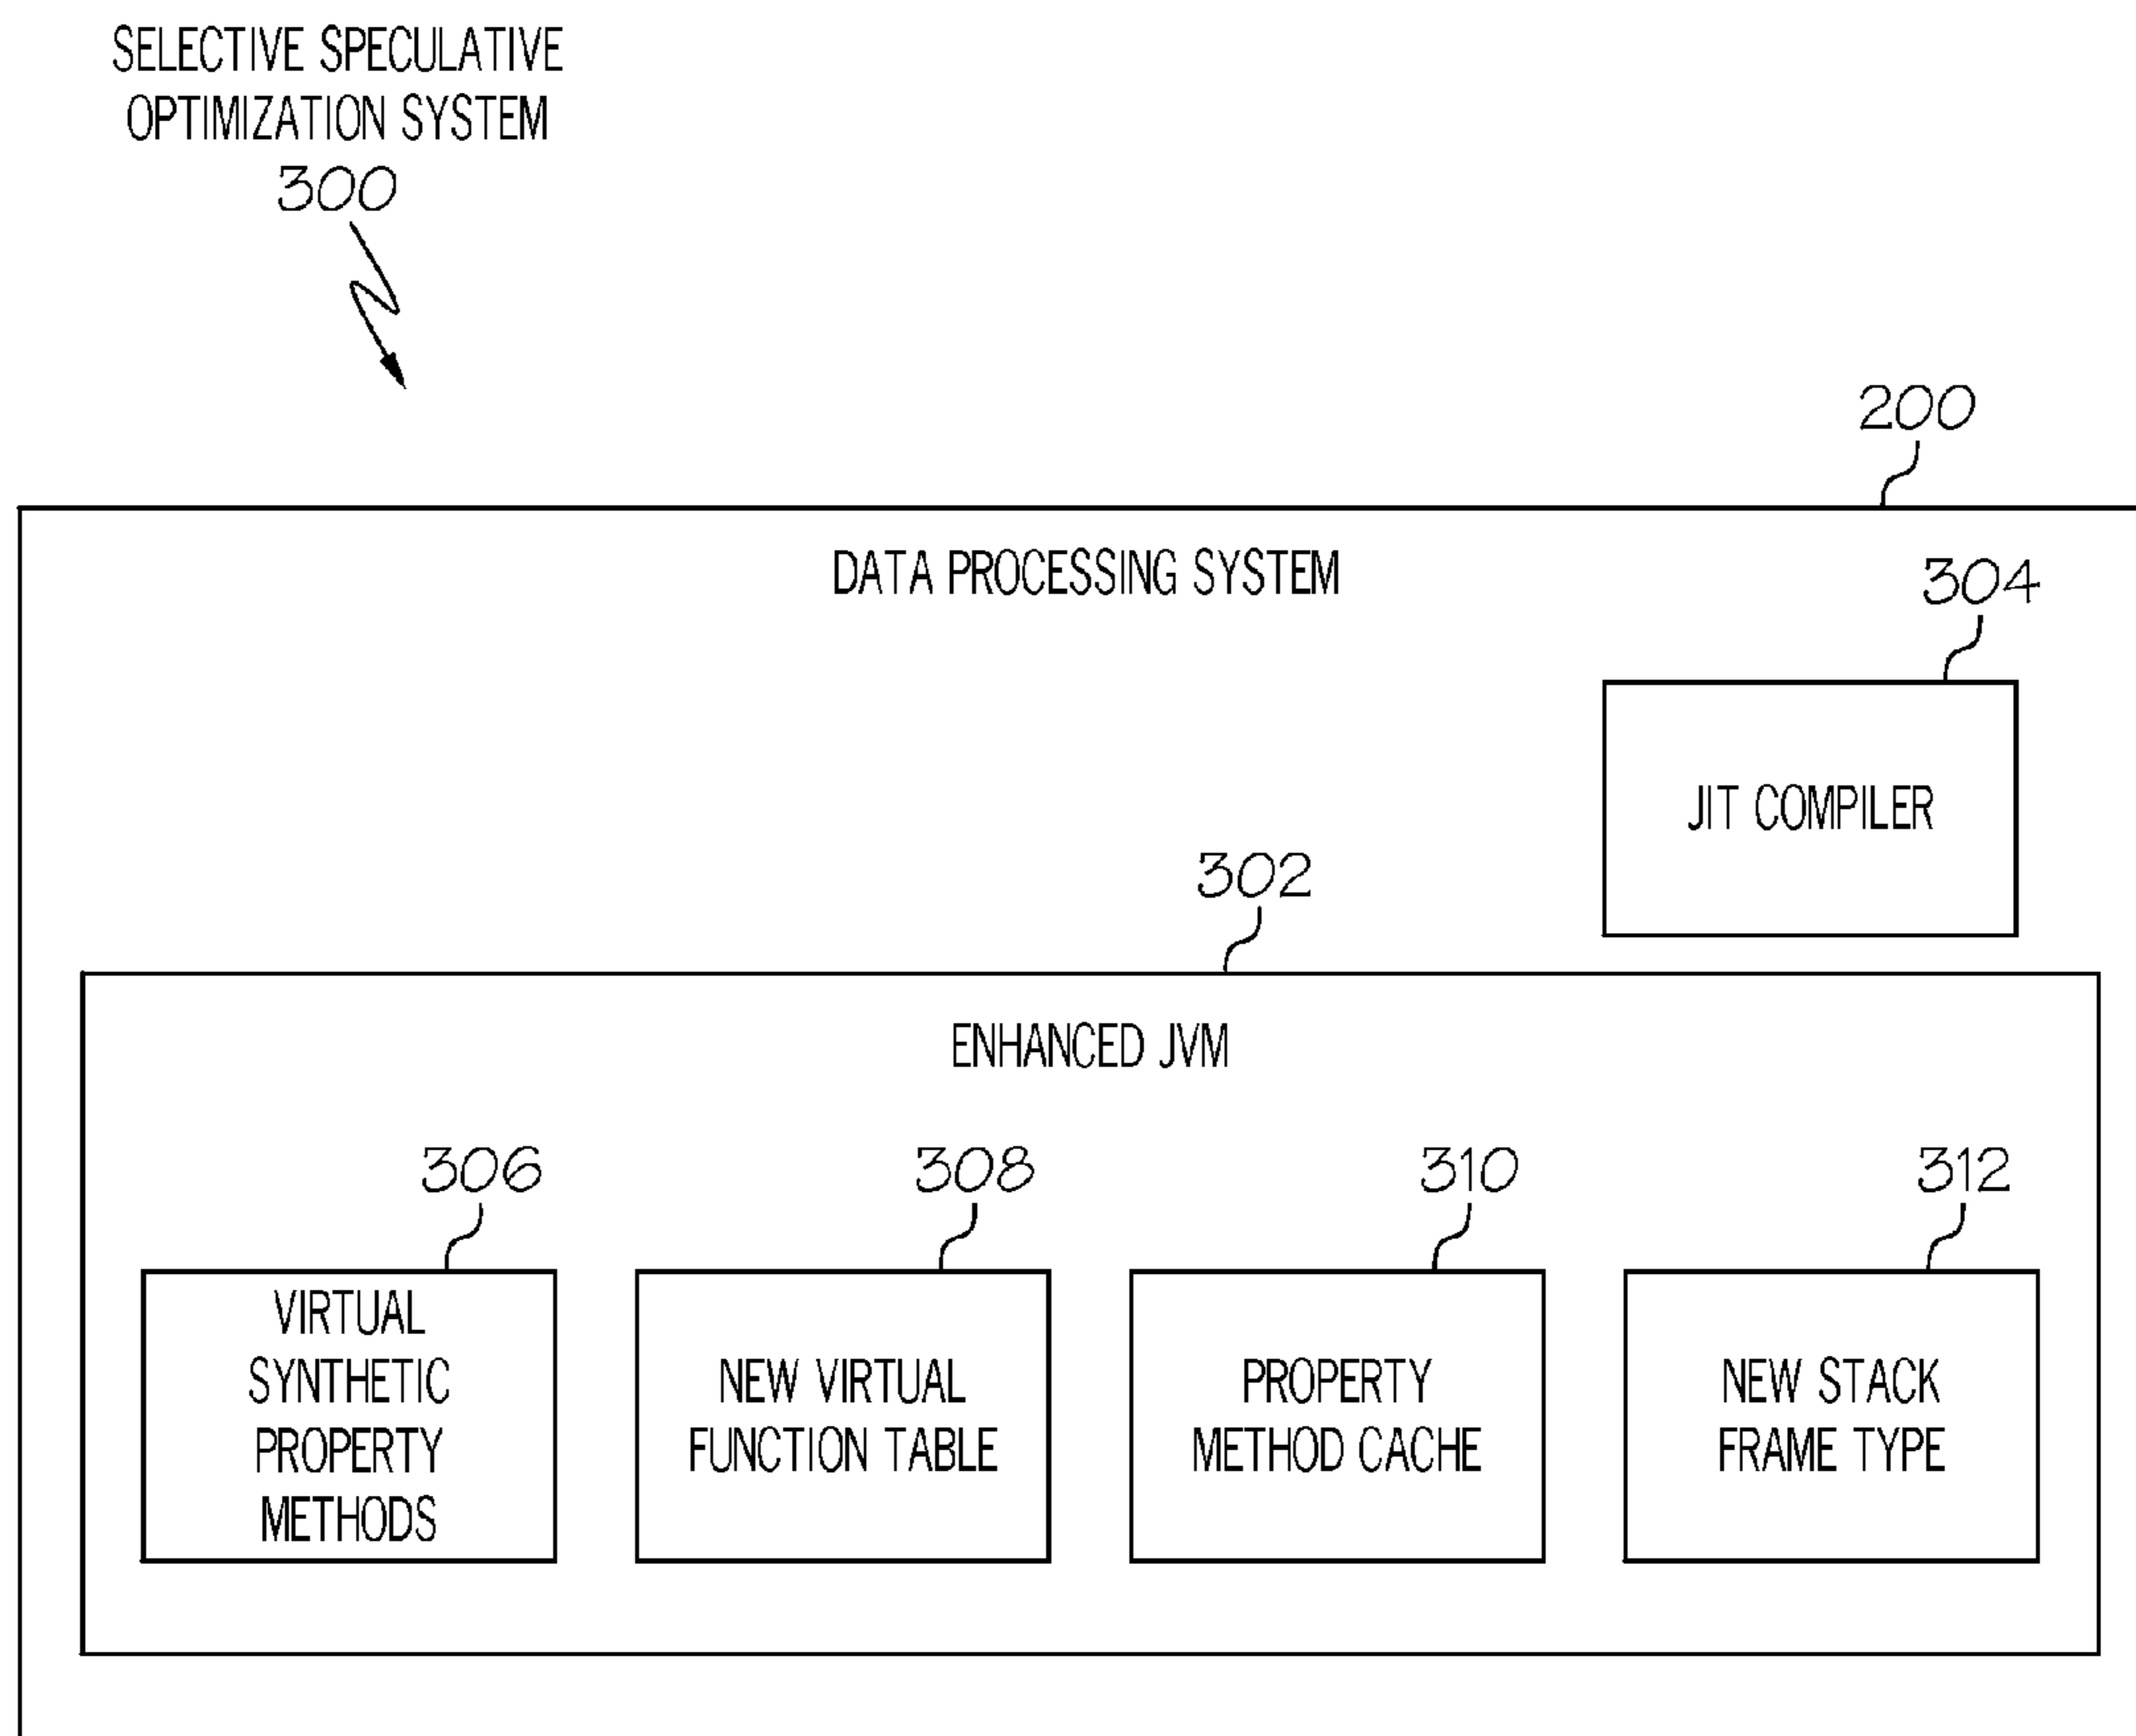 SELECTIVE SPECULATIVE
OPTIMIZATION SYSTEM
300
200
DATA PROCESSING SYSTEM
304
JIT COMPILER
302
ENHANCED JVM
306
308
310
312
VIRTUAL
SYNTHETIC
PROPERTY
METHODS
NEW VIRTUAL
FUNCTION TABLE
PROPERTY
METHOD CACHE
NEW STACK
FRAME TYPE